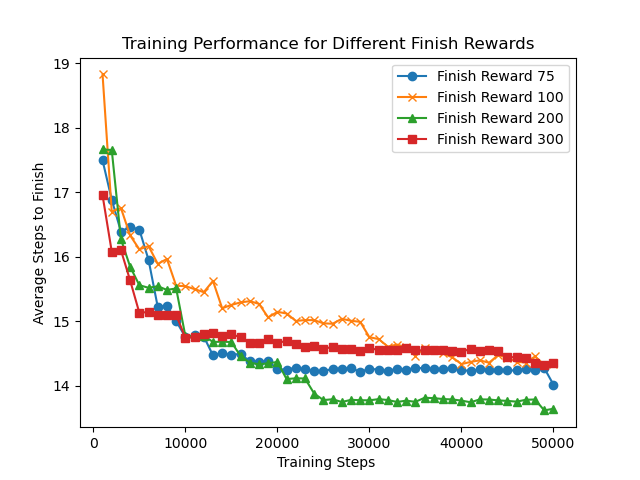 Training Performance for Different Finish Rewards
Finish Reward 75
Finish Reward 100
Finish Reward 200
Finish Reward 300
Average Steps to Finish
19
18
17
16
15
14
0 10000 20000 30000 40000 50000
Training Steps